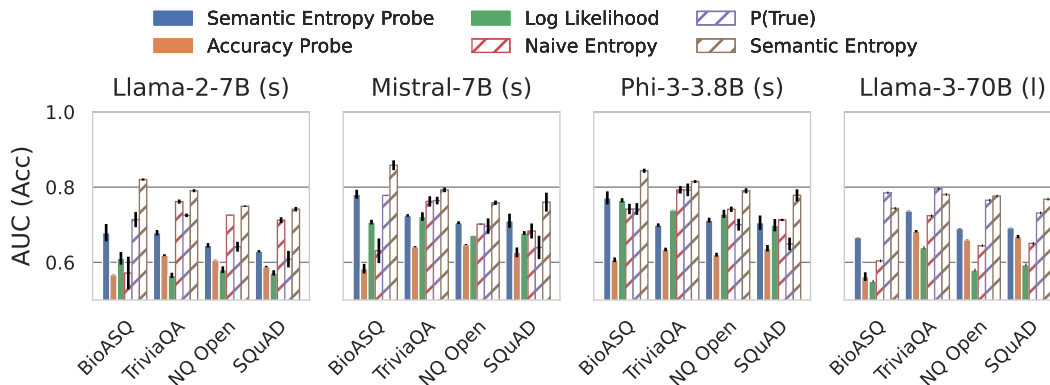 Semantic Entropy Probe Log Likelihood P(True)
Accuracy Probe Naive Entropy Semantic Entropy
Llama-2-7B (s) Mistral-7B (s) Phi-3-3.8B (s) Llama-3-70B (l)
AUC (Acc)
1.0
0.8
0.6
BioASQ TriviaQA NQ Open SQuAD BioASQ TriviaQA NQ Open SQuAD BioASQ TriviaQA NQ Open SQuAD BioASQ TriviaQA NQ Open SQuAD